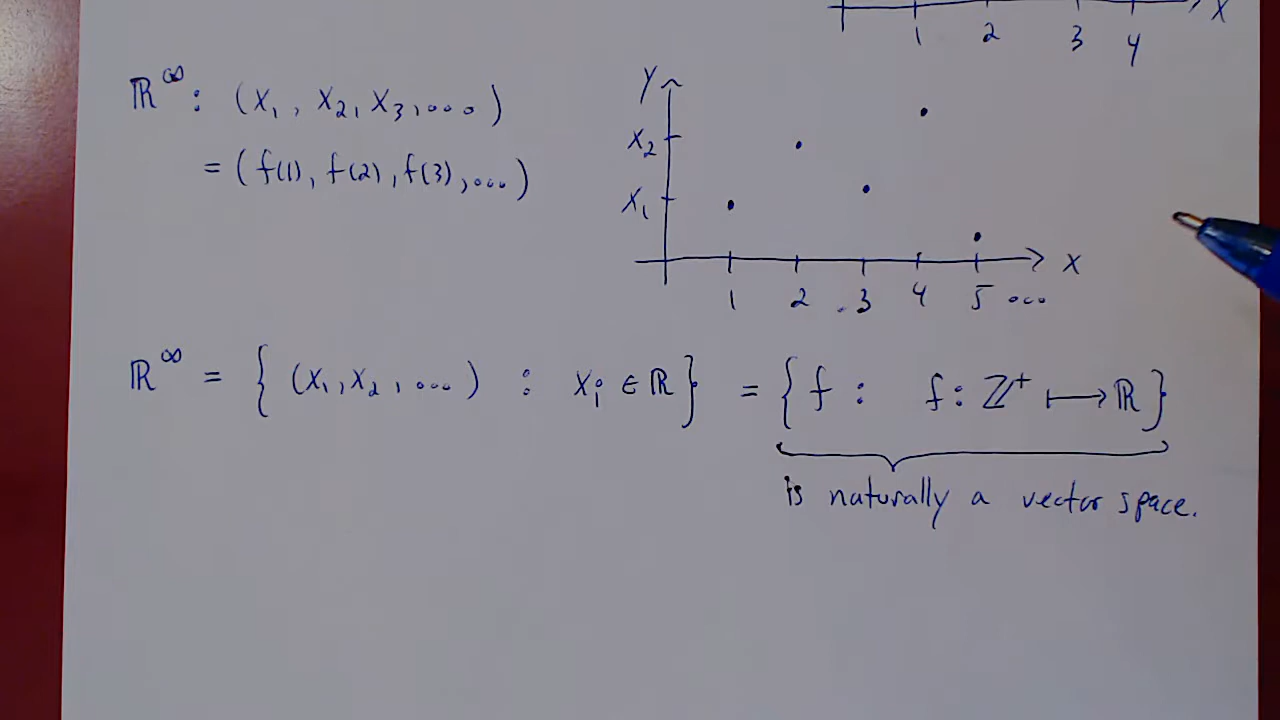 X
1 2 3 4
ℝ^∞ : (x₁, x₂, x₃, ....)
= (f(1), f(2), f(3), ...)
y
x₂
x₁
x
1 2 3 4 5 ...
ℝ^∞ = { (x₁, x₂, ...) : xᵢ ∈ ℝ } = { f : f : ℤ⁺ ⟼ ℝ }
is naturally a vector space.